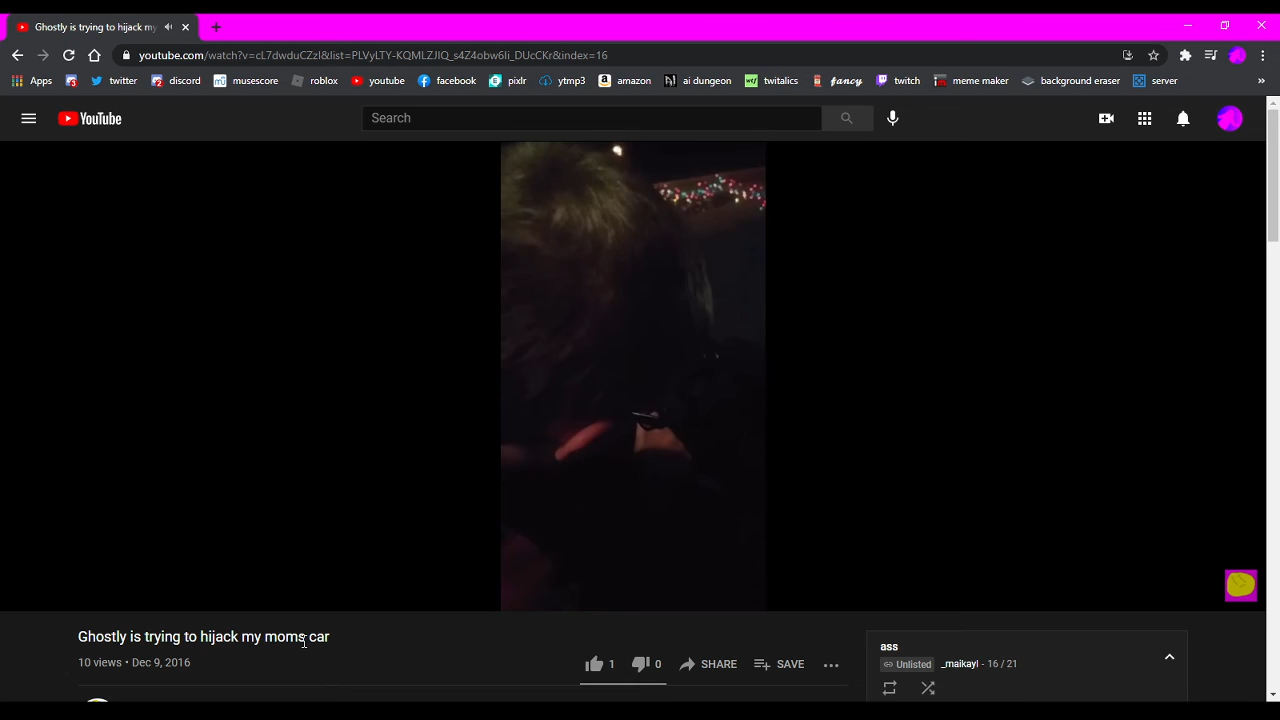 Ghostly is trying to hijack my
youtube.com/watch?v=cL7dwduCZzI&list=PLVyLTY-KQMLZJIQ_s4Z4obw6Ii_DUcCKr&index=16
Apps twitter discord musescore roblox youtube facebook pixlr ytmp3 amazon ai dungeon twitalics fancy twitch meme maker background eraser server
YouTube
Search
Ghostly is trying to hijack my moms car
10 views • Dec 9, 2016
1 0 SHARE SAVE
ass
Unlisted _maikayl - 16 / 21